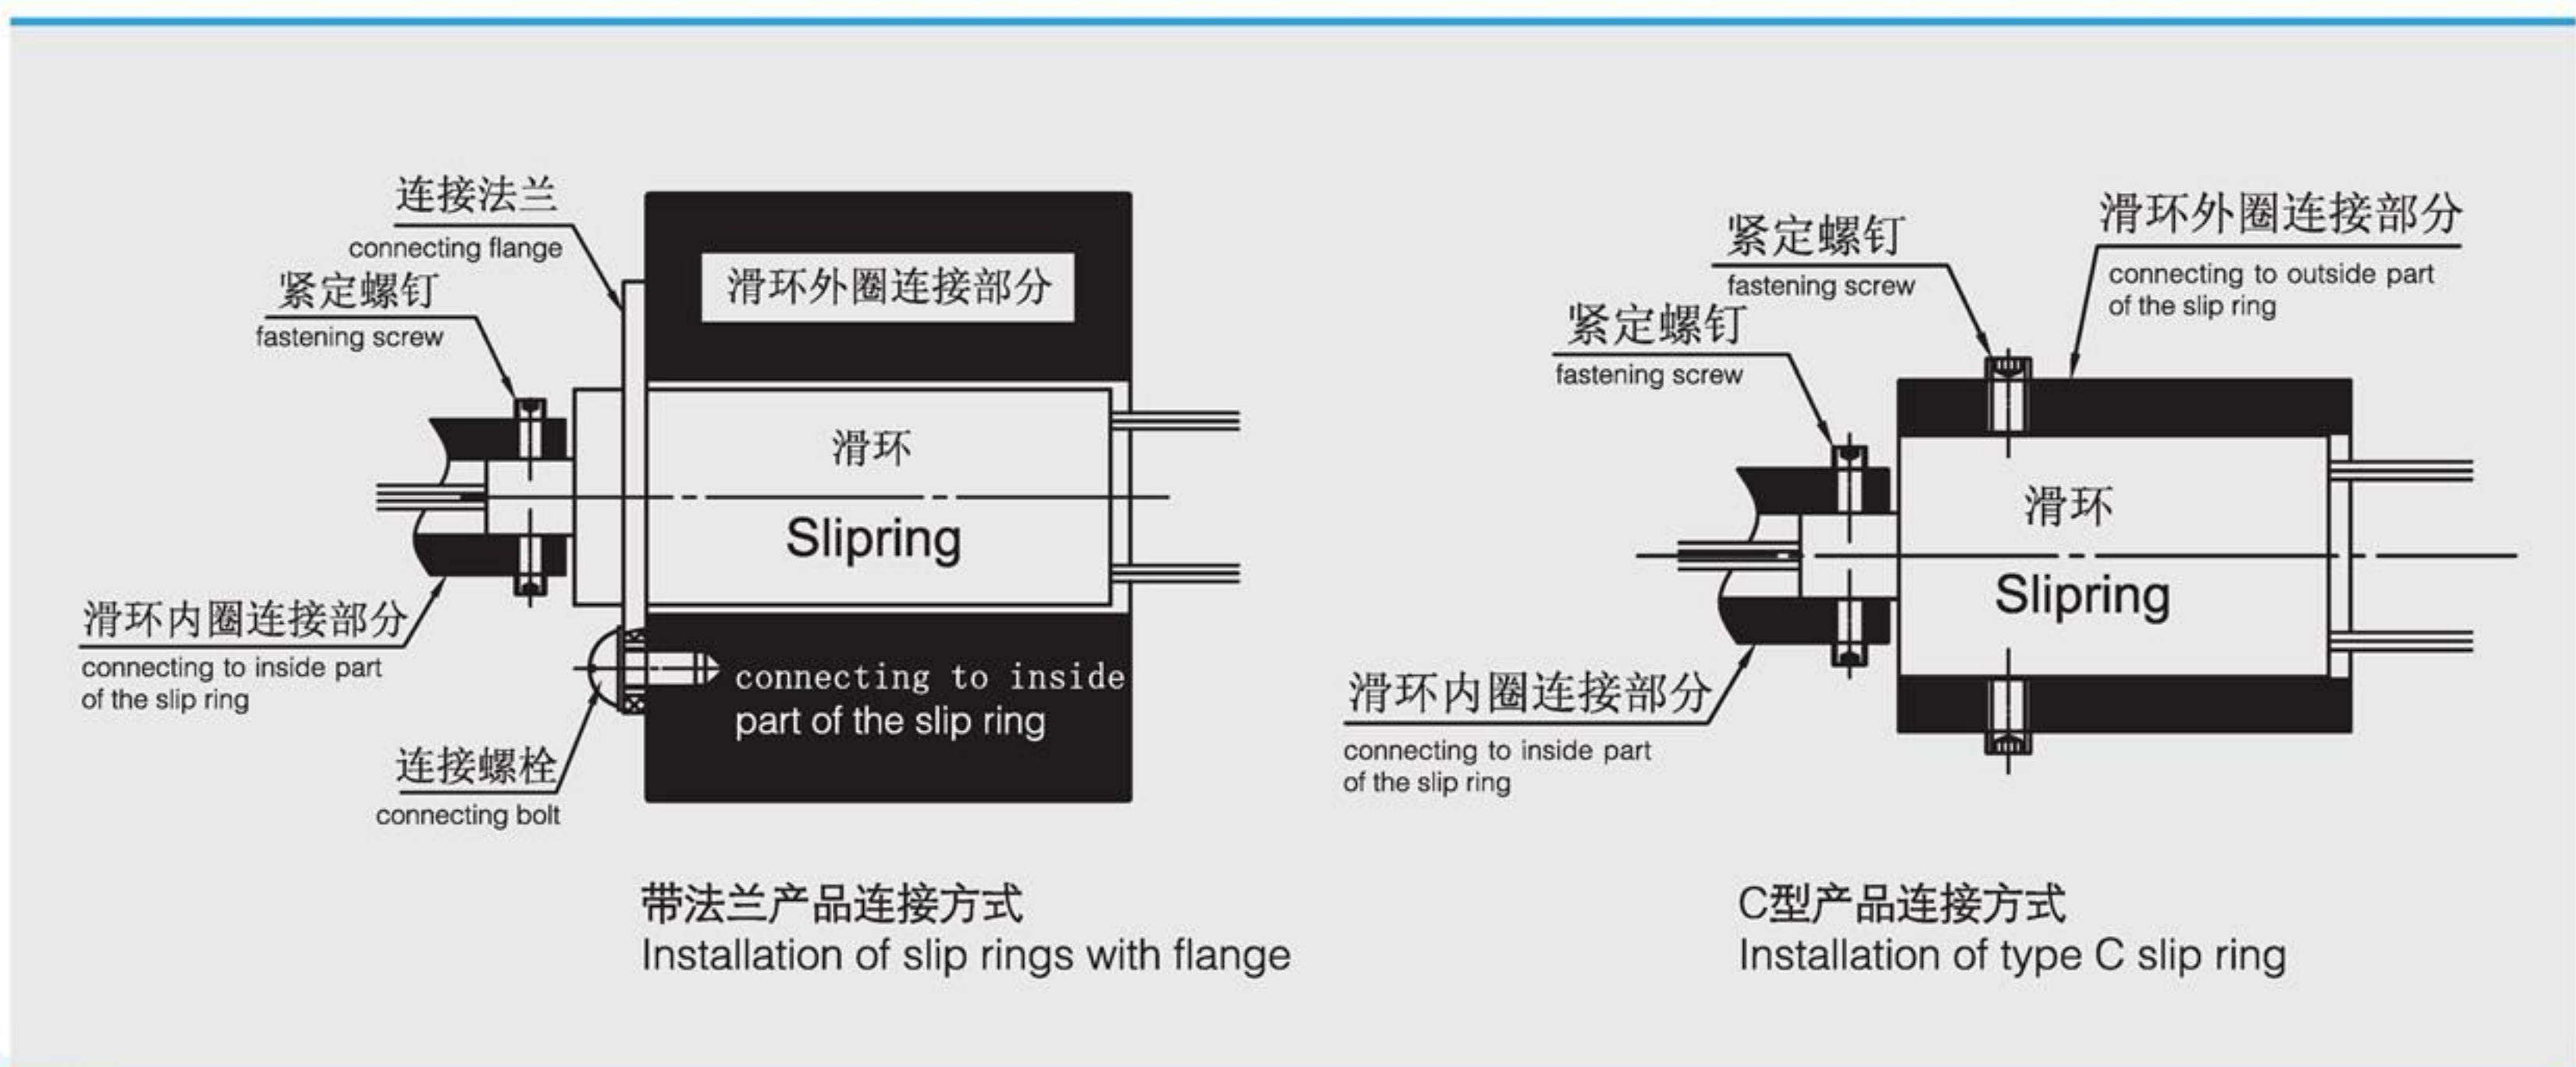 连接法兰
connecting flange
紧定螺钉
fastening screw
滑环外圈连接部分
滑环
Slipring
滑环内圈连接部分
connecting to inside part
of the slip ring
connecting to inside
part of the slip ring
连接螺栓
connecting bolt
带法兰产品连接方式
Installation of slip rings with flange
滑环外圈连接部分
connecting to outside part
of the slip ring
紧定螺钉
fastening screw
紧定螺钉
fastening screw
滑环
Slipring
滑环内圈连接部分
connecting to inside part
of the slip ring
C型产品连接方式
Installation of type C slip ring